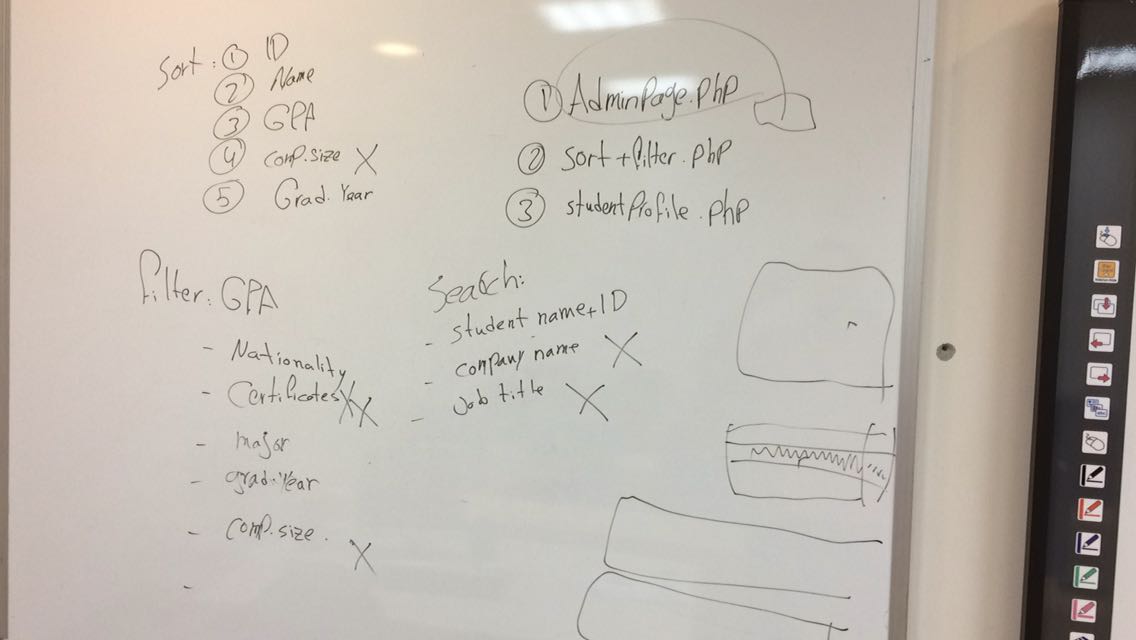 Sort: ① ID
② Name
③ GPA
④ comp.size X
⑤ Grad.Year
① AdminPage.php
② sort+filter.php
③ studentProfile.php
filter: GPA
- Nationality
- Certificates XX
- major
- grad.Year
- comp.size. X
-
Search:
- student name+ID
- company name X
- Job title X